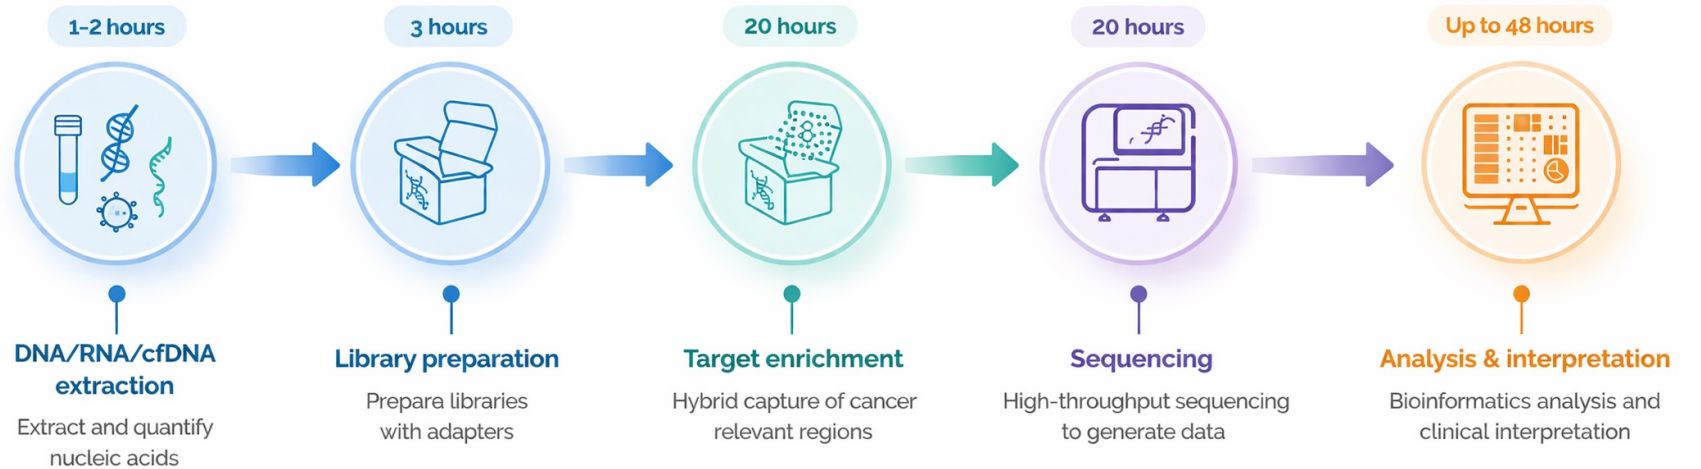 1-2 hours
3 hours
20 hours
20 hours
Up to 48 hours
DNA/RNA/cfDNA
extraction
Extract and quantify
nucleic acids
Library preparation
Prepara libraries
with adapters
Target enrichment
Hybrid capture of cancer
relevant regions
Sequencing
High-throughput sequencing
to generate data
Analysis & interpretation
Bioinformatics analysis and
clinical interpretation